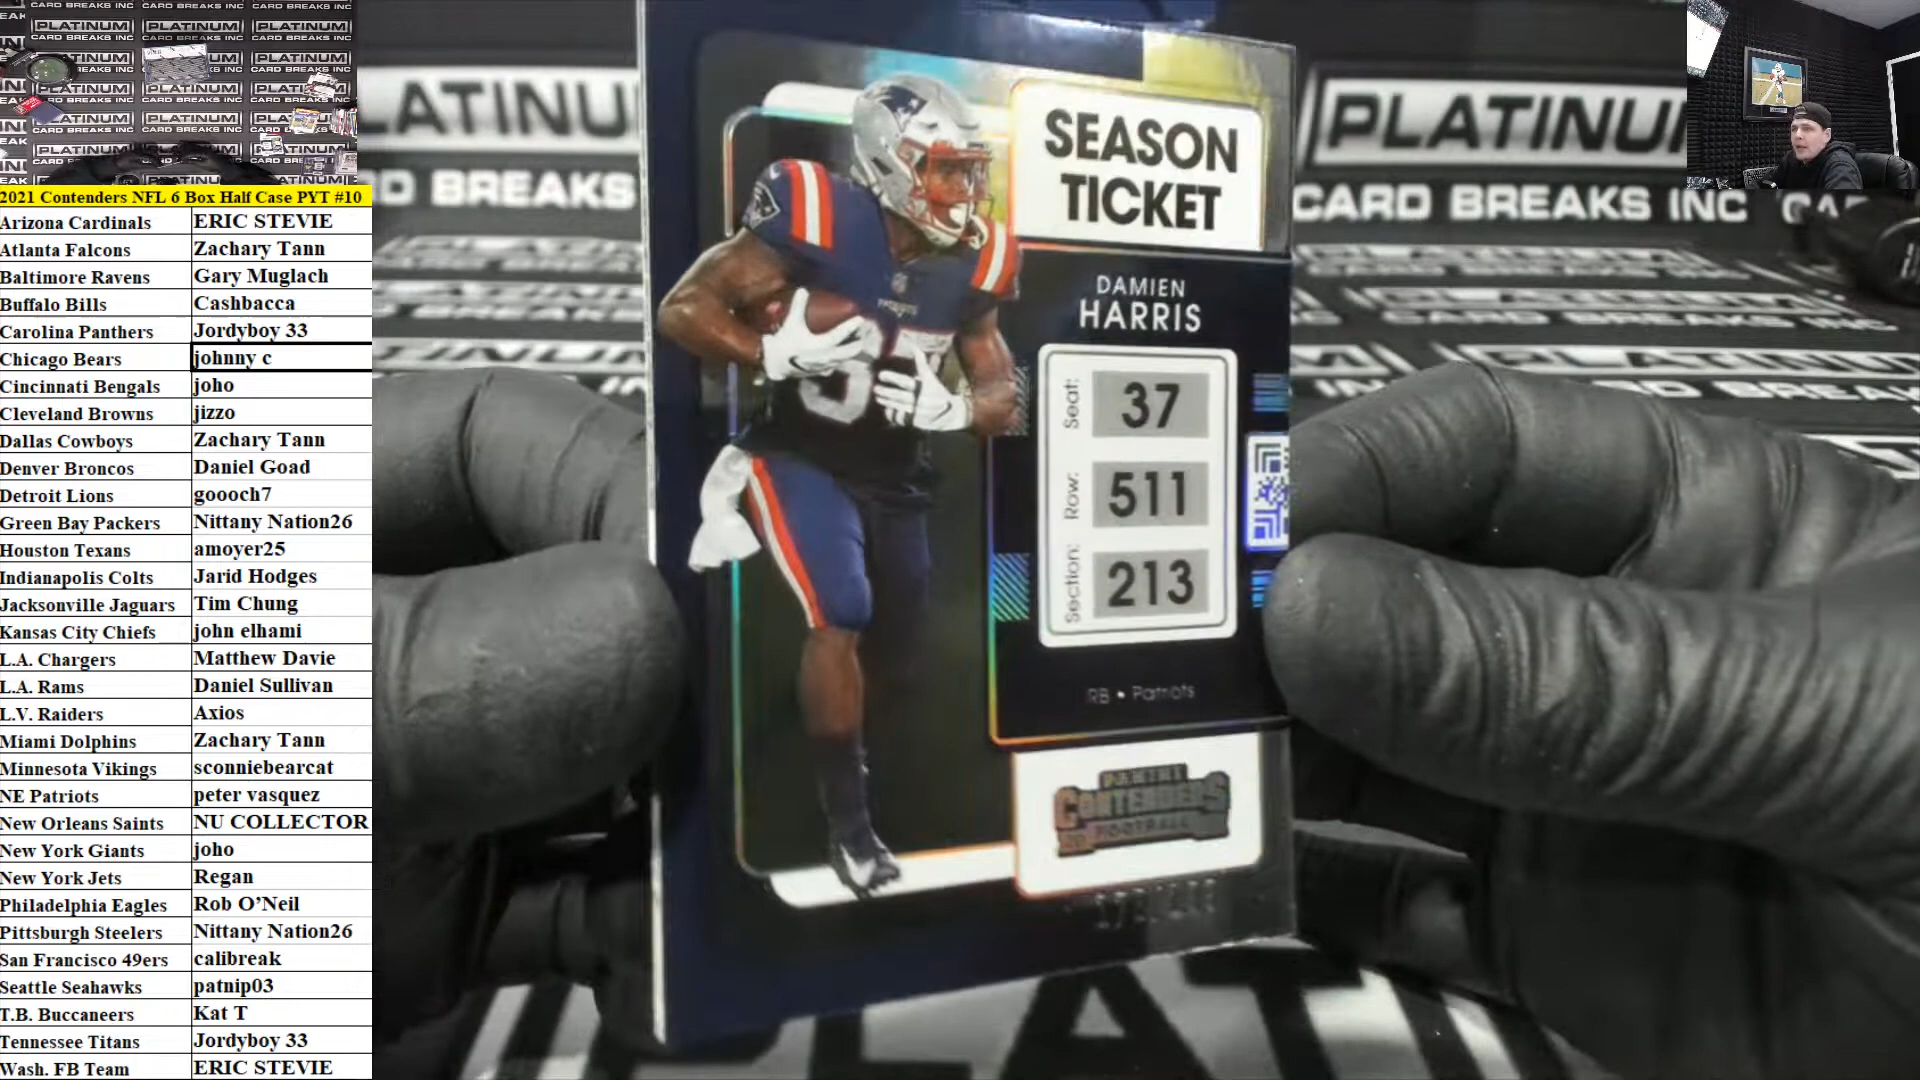 2021 Contenders NFL 6 Box Half Case PYT #10
Arizona Cardinals ERIC STEVIE
Atlanta Falcons Zachary Tann
Baltimore Ravens Gary Muglach
Buffalo Bills Cashbacca
Carolina Panthers Jordyboy 33
Chicago Bears johnny c
Cincinnati Bengals joho
Cleveland Browns jizzo
Dallas Cowboys Zachary Tann
Denver Broncos Daniel Goad
Detroit Lions goooch7
Green Bay Packers Nittany Nation26
Houston Texans amoyer25
Indianapolis Colts Jarid Hodges
Jacksonville Jaguars Tim Chung
Kansas City Chiefs john elhami
L.A. Chargers Matthew Davie
L.A. Rams Daniel Sullivan
L.V. Raiders Axios
Miami Dolphins Zachary Tann
Minnesota Vikings sconniebearcat
NE Patriots peter vasquez
New Orleans Saints NU COLLECTOR
New York Giants joho
New York Jets Regan
Philadelphia Eagles Rob O’Neil
Pittsburgh Steelers Nittany Nation26
San Francisco 49ers calibreak
Seattle Seahawks patnip03
T.B. Buccaneers Kat T
Tennessee Titans Jordyboy 33
Wash. FB Team ERIC STEVIE
SEASON
TICKET
DAMIEN
HARRIS
Seat: 37
Row: 511
Section: 213
RB • Patriots
PANINI
CONTENDERS
FOOTBALL
PLATINUM
CARD BREAKS INC